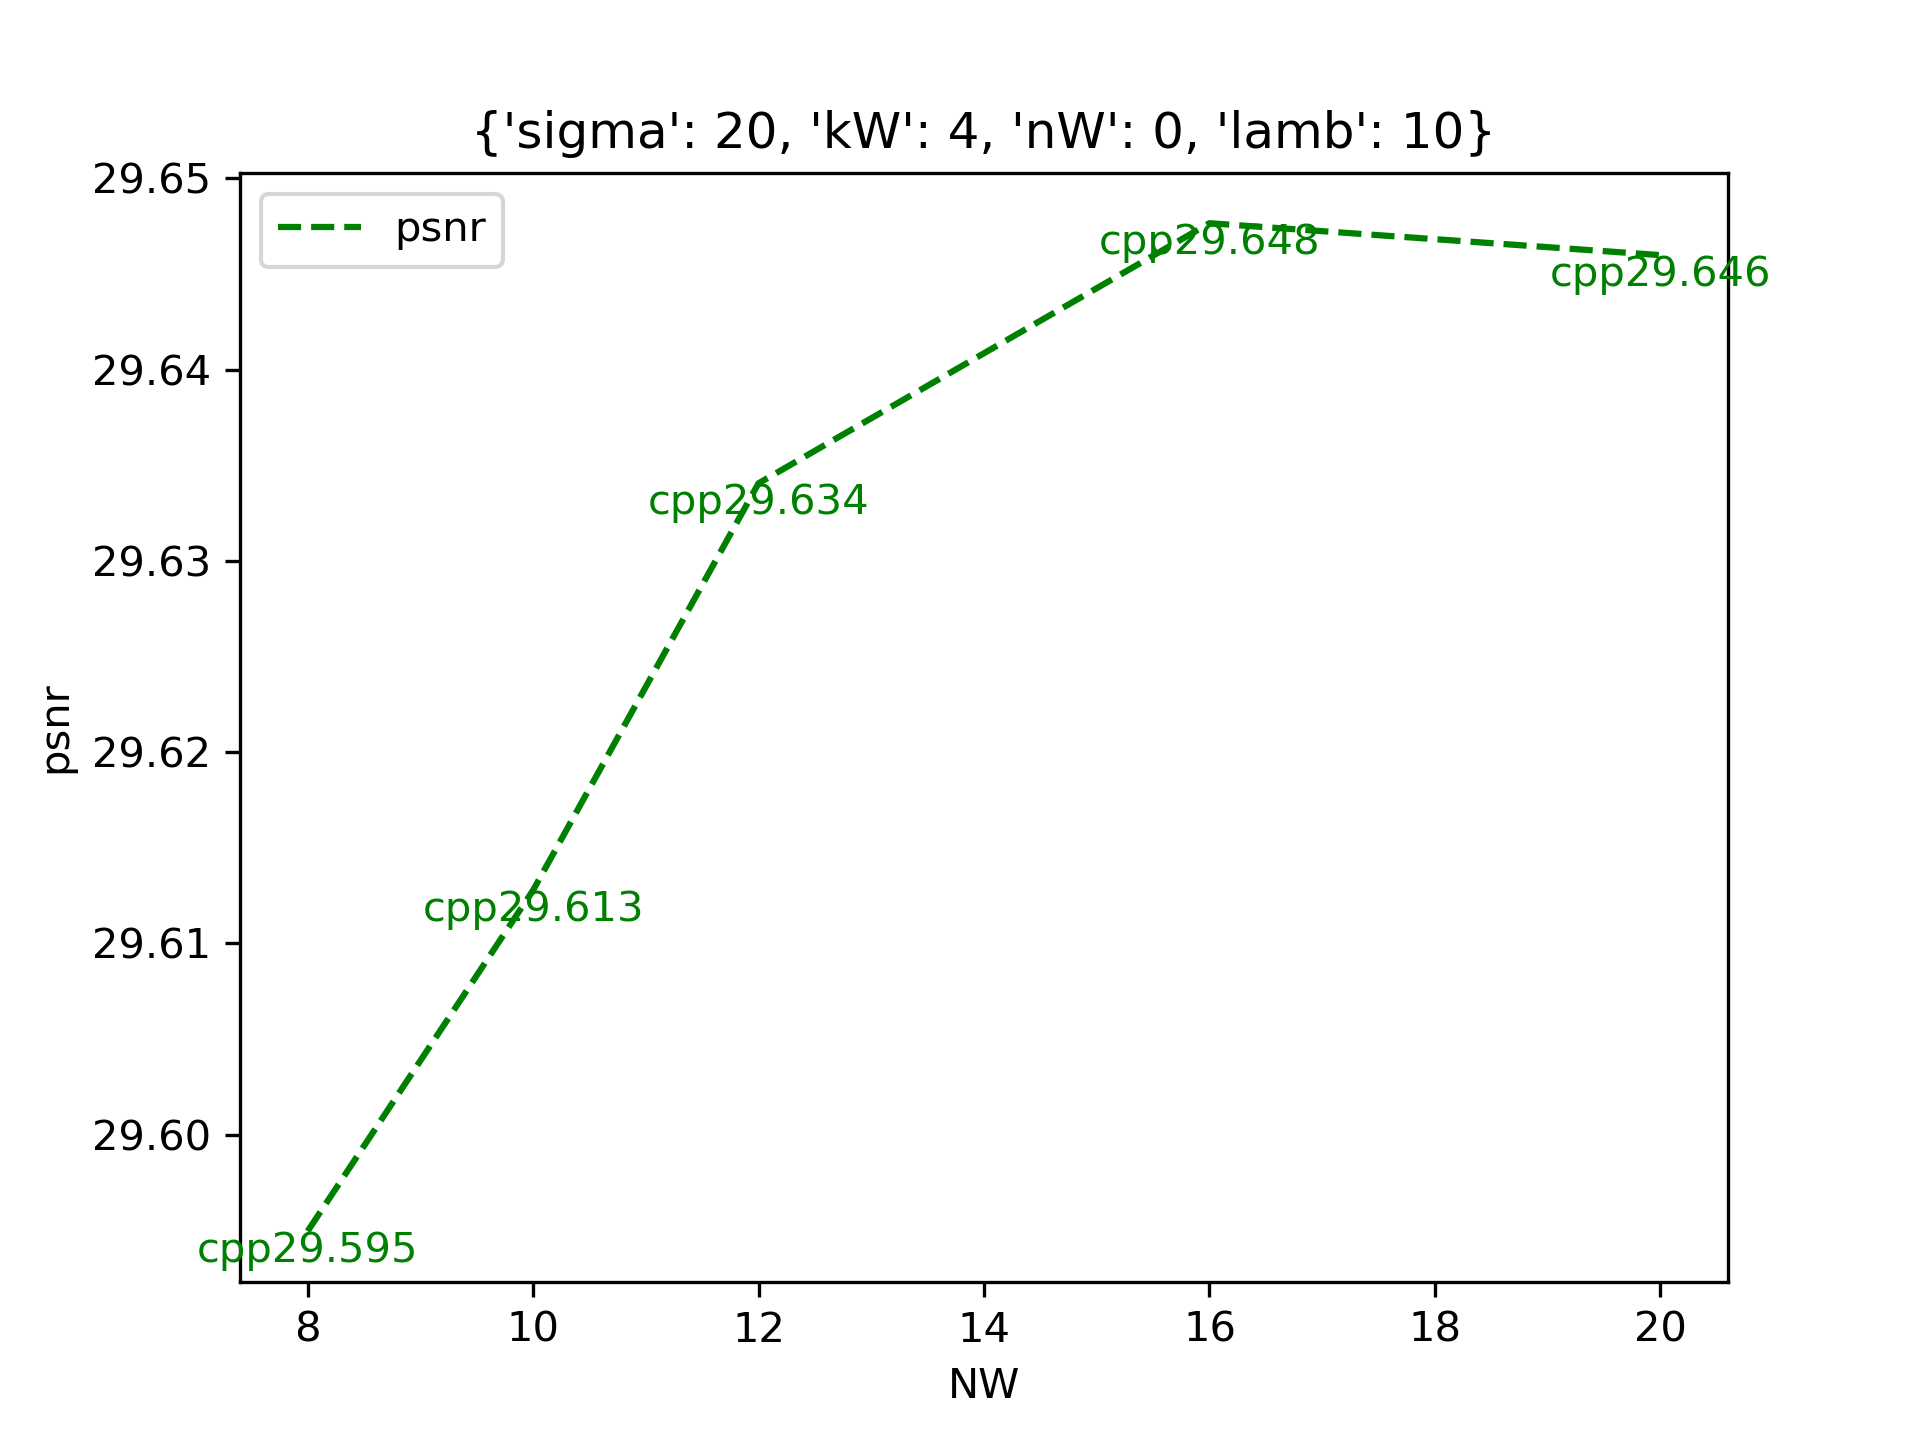 {'sigma': 20, 'kW': 4, 'nW': 0, 'lamb': 10}
psnr
29.65
29.64
29.63
29.62
29.61
29.60
psnr
cpp29.648
cpp29.646
cpp29.634
cpp29.613
cpp29.595
8 10 12 14 16 18 20
NW